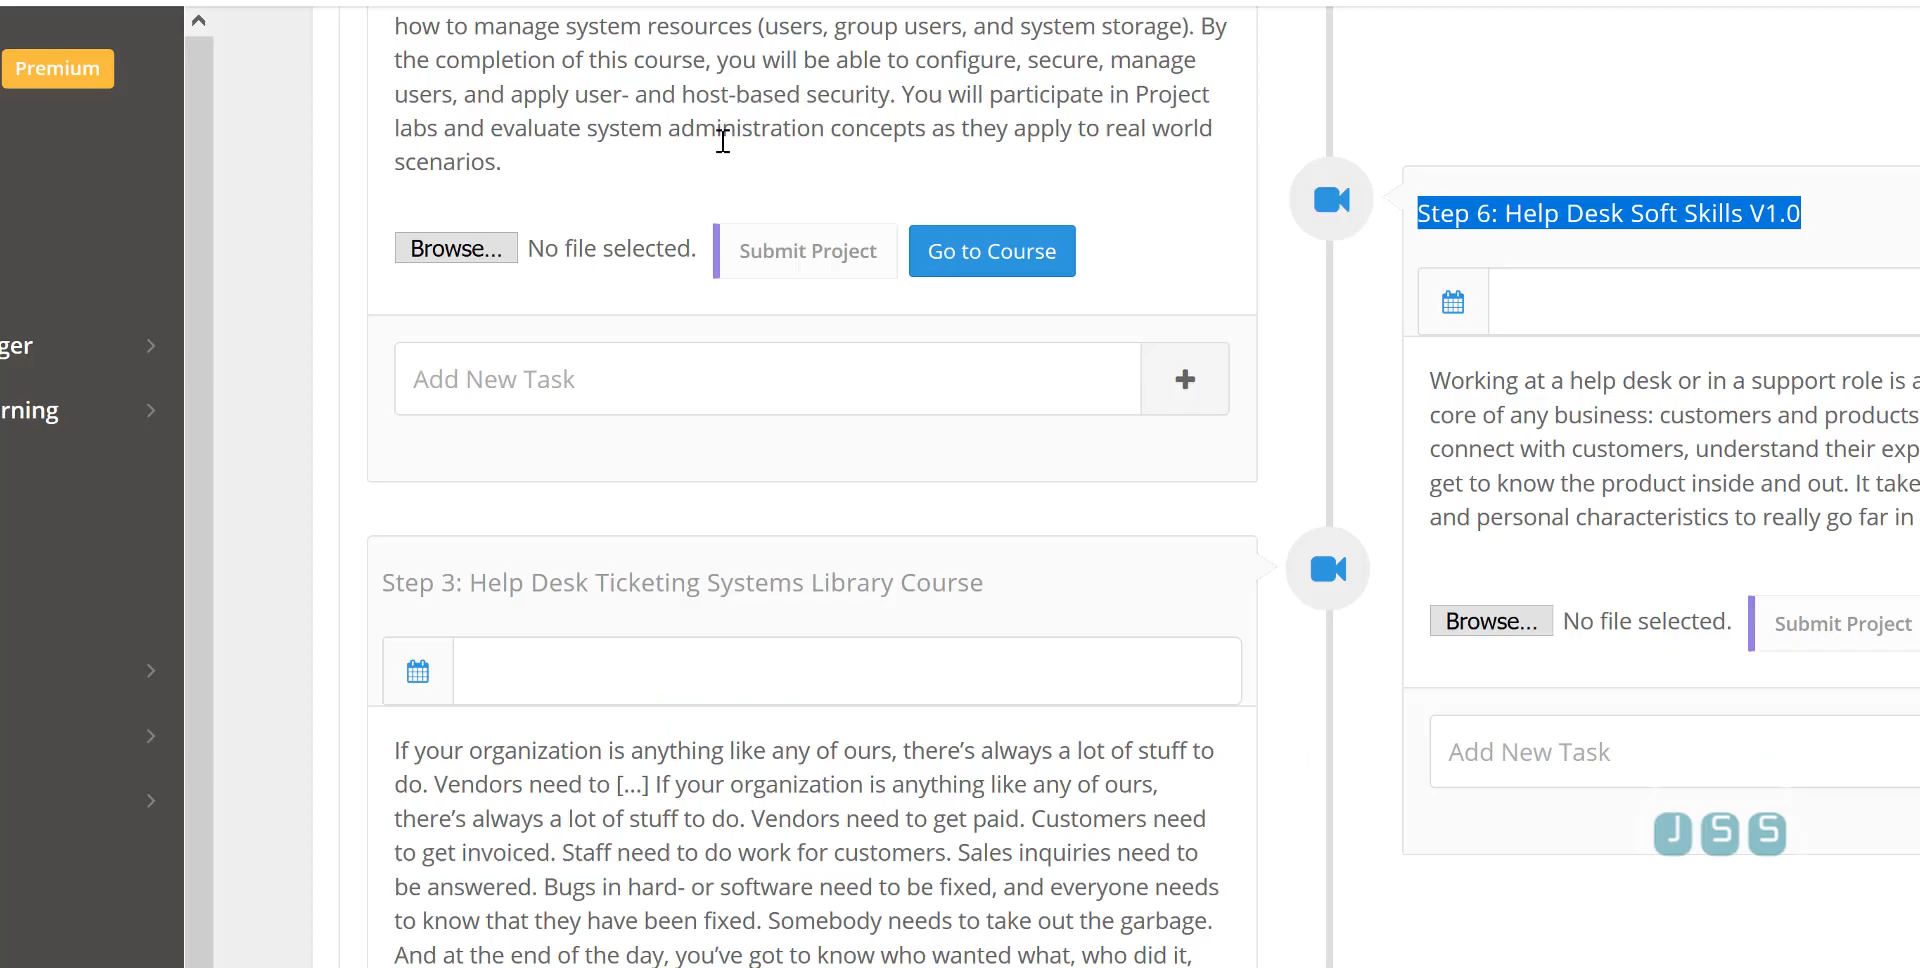 Premium
ger
rning
how to manage system resources (users, group users, and system storage). By
the completion of this course, you will be able to configure, secure, manage
users, and apply user- and host-based security. You will participate in Project
labs and evaluate system administration concepts as they apply to real world
scenarios.
Browse... No file selected. Submit Project Go to Course
Add New Task
Step 3: Help Desk Ticketing Systems Library Course
If your organization is anything like any of ours, there’s always a lot of stuff to
do. Vendors need to [...] If your organization is anything like any of ours,
there’s always a lot of stuff to do. Vendors need to get paid. Customers need
to get invoiced. Staff need to do work for customers. Sales inquiries need to
be answered. Bugs in hard- or software need to be fixed, and everyone needs
to know that they have been fixed. Somebody needs to take out the garbage.
And at the end of the day, you’ve got to know who wanted what, who did it,
Step 6: Help Desk Soft Skills V1.0
Working at a help desk or in a support role is a
core of any business: customers and products
connect with customers, understand their exp
get to know the product inside and out. It take
and personal characteristics to really go far in
Browse... No file selected. Submit Project
Add New Task
JSS